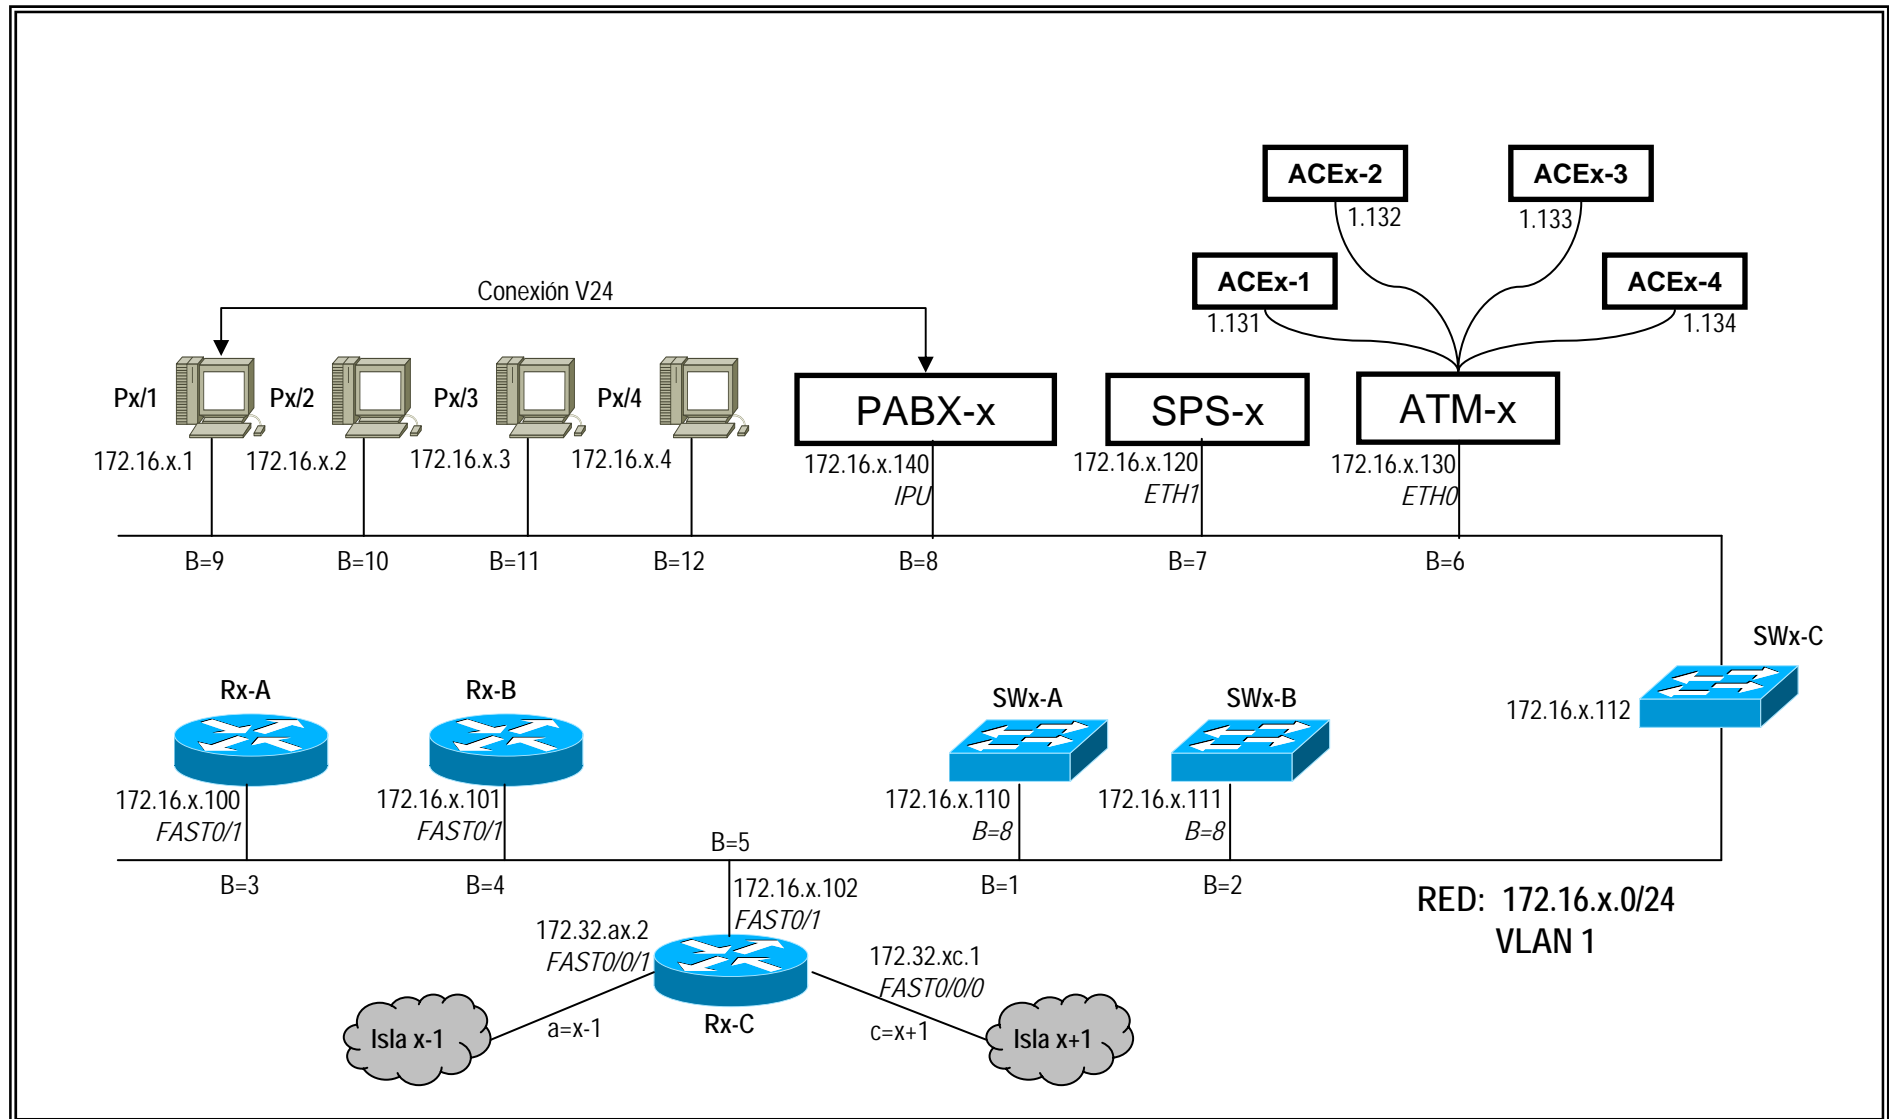 ACEx-2
ACEx-3
1.132
1.133
ACEx-1
ACEx-4
1.131
1.134
Conexión V24
Px/1
Px/2
Px/3
Px/4
PABX-x
SPS-x
ATM-x
172.16.x.1
172.16.x.2
172.16.x.3
172.16.x.4
172.16.x.140
IPU
172.16.x.120
ETH1
172.16.x.130
ETH0
B=9
B=10
B=11
B=12
B=8
B=7
B=6
SWx-C
172.16.x.112
Rx-A
Rx-B
SWx-A
SWx-B
172.16.x.100
FAST0/1
172.16.x.101
FAST0/1
172.16.x.110
B=8
172.16.x.111
B=8
B=5
B=3
B=4
B=1
B=2
172.16.x.102
FAST0/1
RED: 172.16.x.0/24
VLAN 1
172.32.ax.2
FAST0/0/1
172.32.xc.1
FAST0/0/0
Rx-C
Isla x-1
a=x-1
c=x+1
Isla x+1